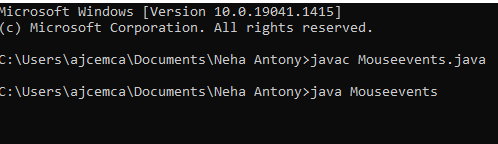 Microsoft Windows [Version 10.0.19041.1415]
(c) Microsoft Corporation. All rights reserved.
C:\Users\ajcemca\Documents\Neha Antony>javac Mouseevents.java
C:\Users\ajcemca\Documents\Neha Antony>java Mouseevents